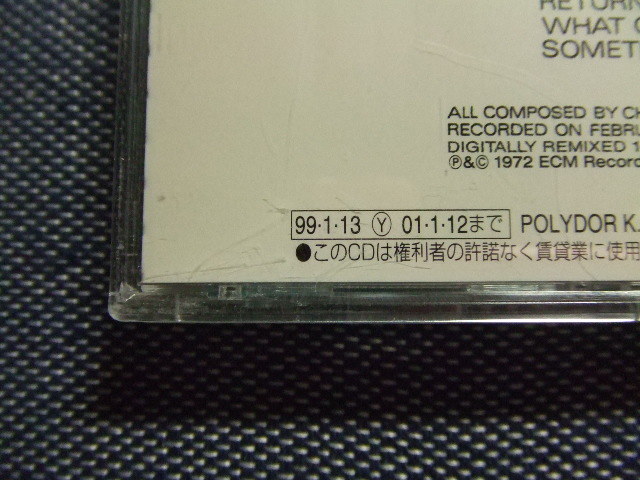 RETURN
WHAT
SOMET
ALL COMPOSED BY CH
RECORDED ON FEBRU
DIGITALLY REMIXED 1
℗&© 1972 ECM Record
99·1·13 Ⓨ 01·1·12まで POLYDOR K.
●このCDは権利者の許諾なく賃貸業に使用